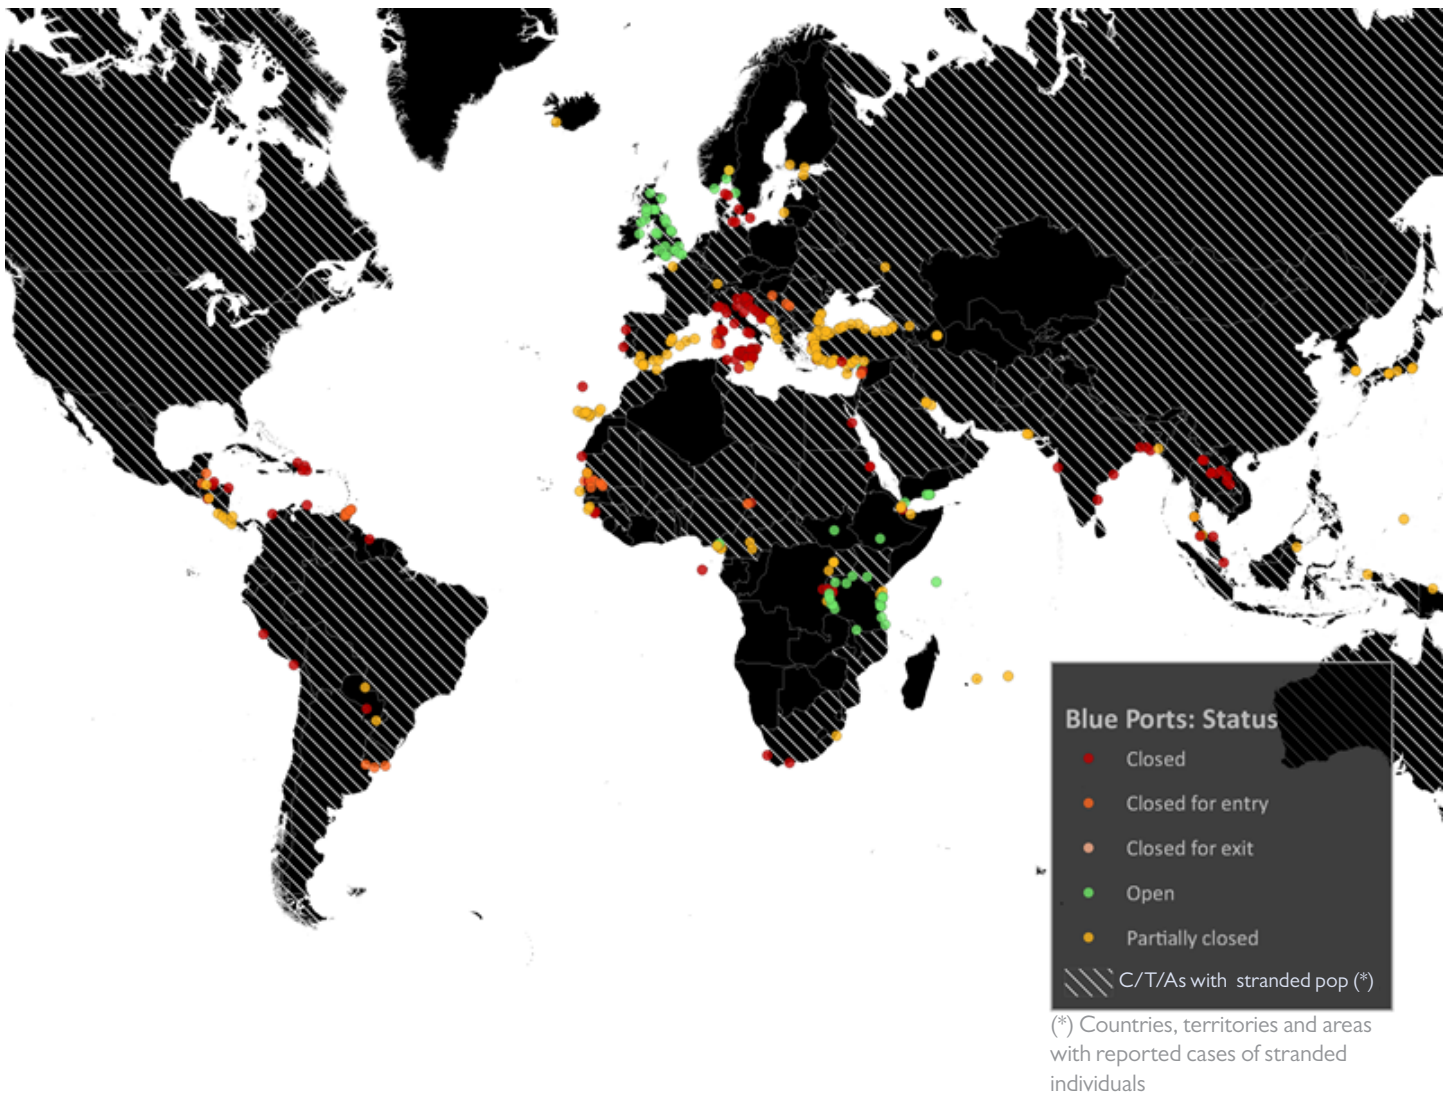 Blue Ports: Status
Closed
Closed for entry
Closed for exit
Open
Partially closed
C/T/As with stranded pop (*)
(*) Countries, territories and areas
with reported cases of stranded
individuals